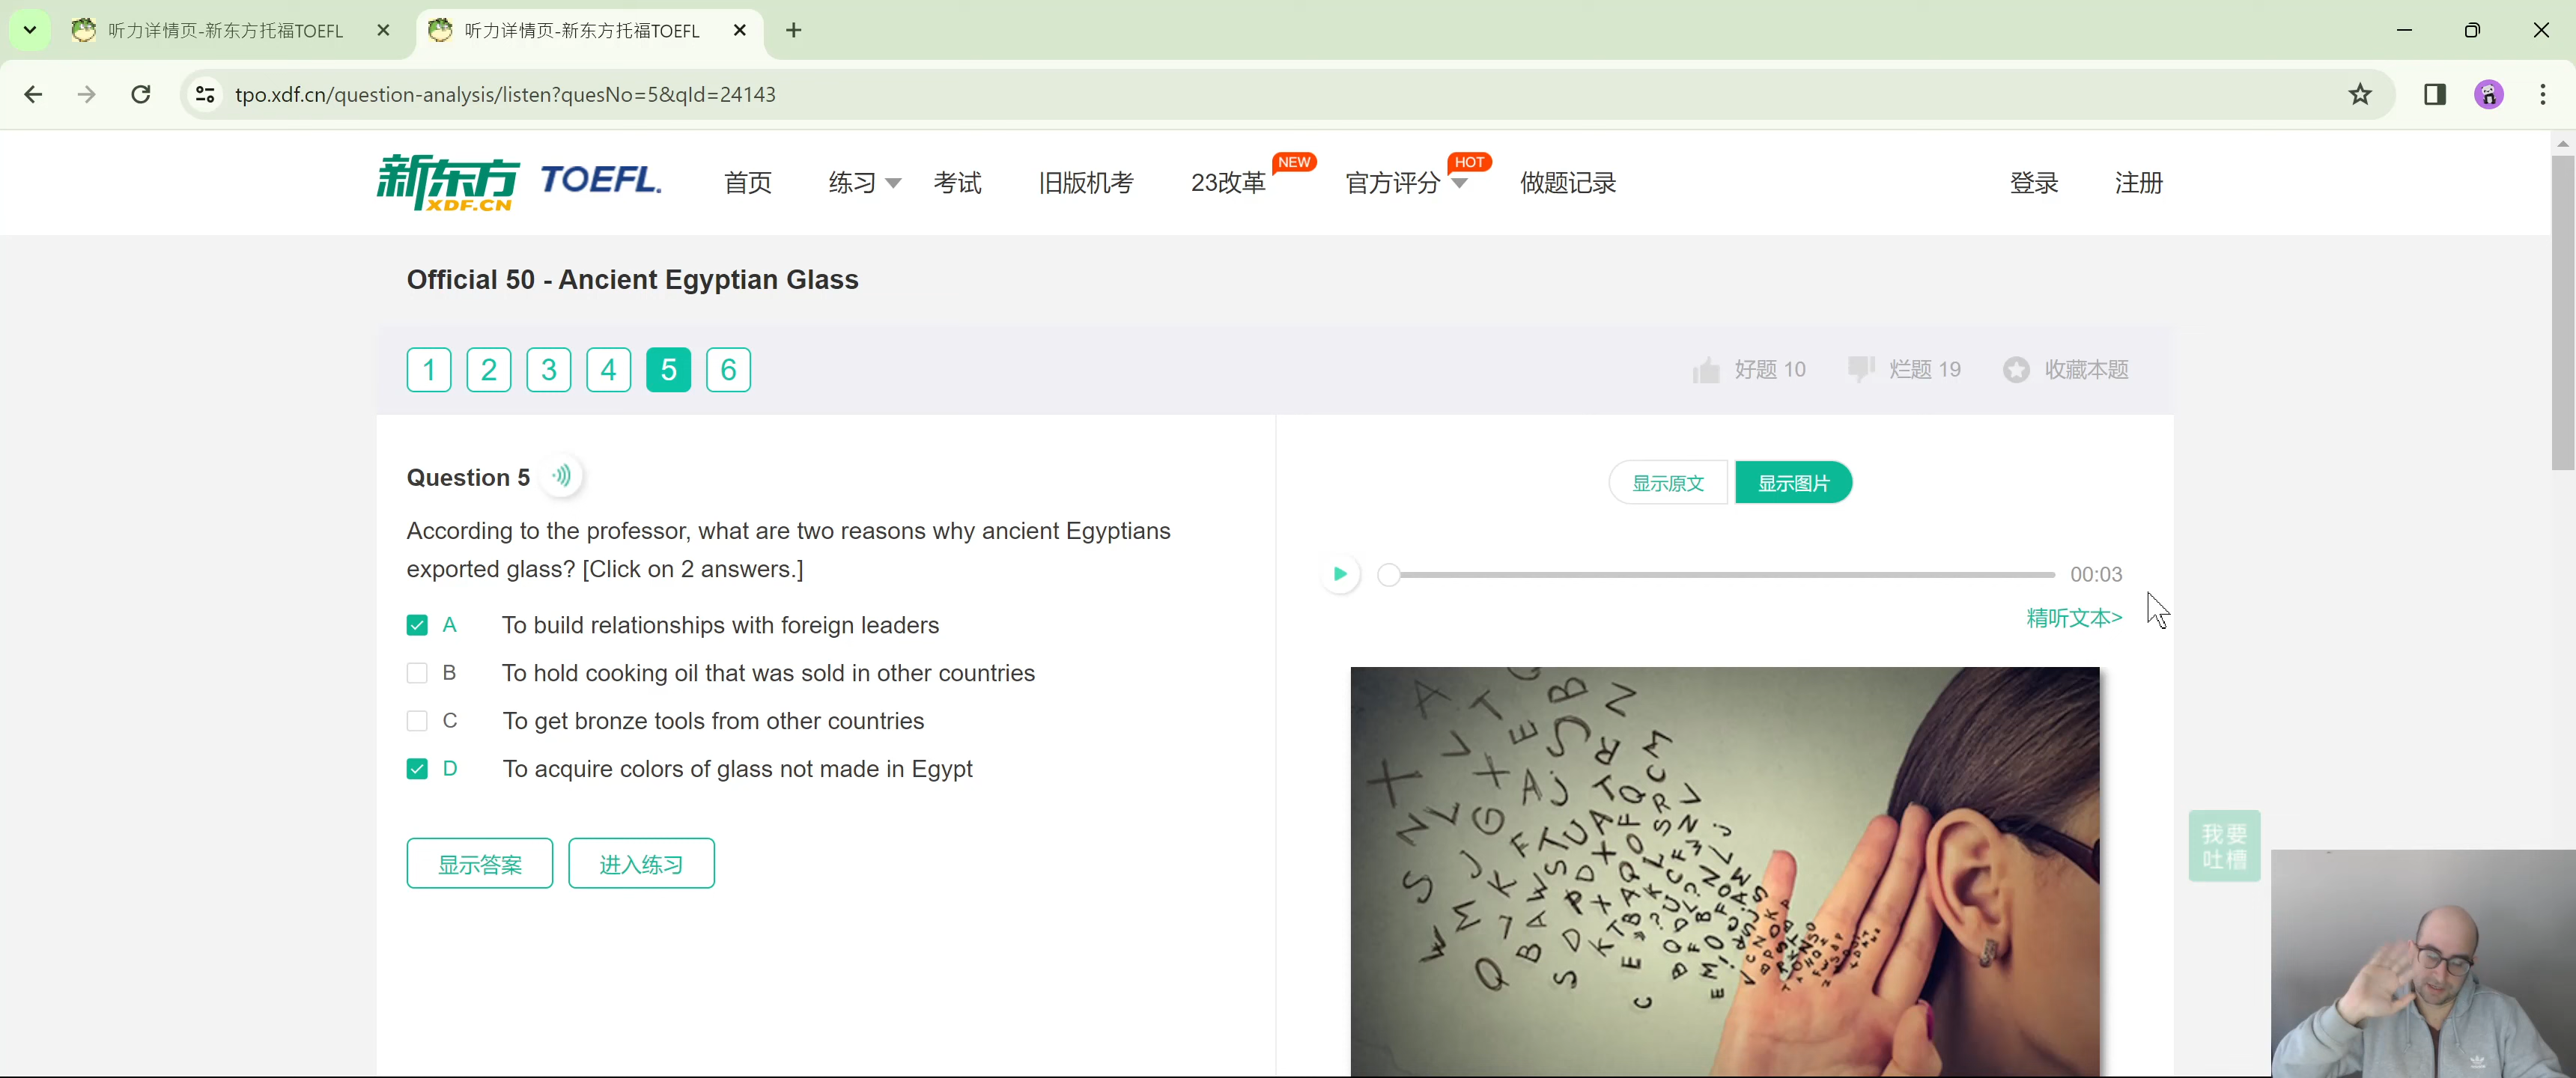 听力详情页-新东方托福TOEFL
听力详情页-新东方托福TOEFL
tpo.xdf.cn/question-analysis/listen?quesNo=5&qId=24143
新东方
XDF.CN
TOEFL.
首页
练习
考试
旧版机考
23改革
NEW
官方评分
HOT
做题记录
登录
注册
Official 50 - Ancient Egyptian Glass
1
2
3
4
5
6
好题 10
烂题 19
收藏本题
Question 5
According to the professor, what are two reasons why ancient Egyptians
exported glass? [Click on 2 answers.]
A To build relationships with foreign leaders
B To hold cooking oil that was sold in other countries
C To get bronze tools from other countries
D To acquire colors of glass not made in Egypt
显示答案
进入练习
显示原文
显示图片
00:03
精听文本>
我要
吐槽